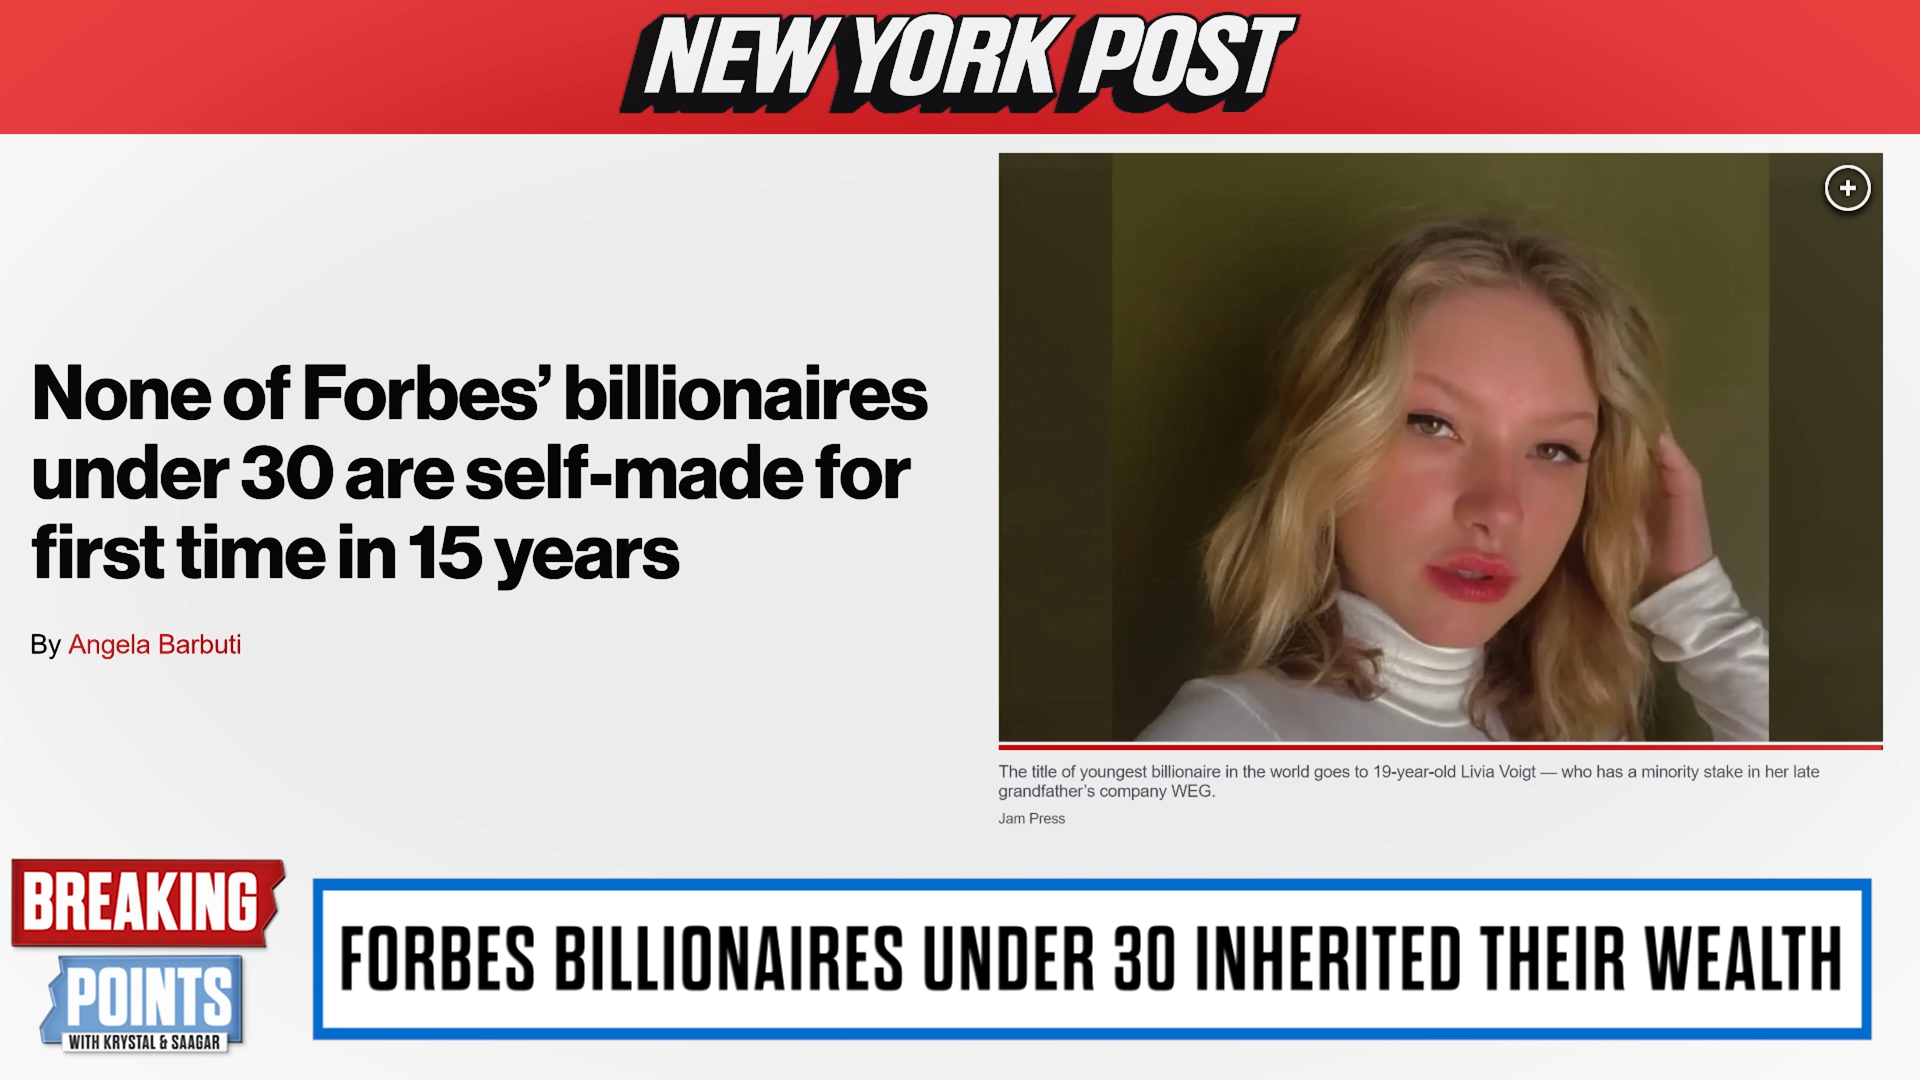 NEW YORK POST
None of Forbes’ billionaires
under 30 are self-made for
first time in 15 years
By Angela Barbuti
The title of youngest billionaire in the world goes to 19-year-old Livia Voigt — who has a minority stake in her late
grandfather’s company WEG.
Jam Press
BREAKING
POINTS
WITH KRYSTAL & SAAGAR
FORBES BILLIONAIRES UNDER 30 INHERITED THEIR WEALTH